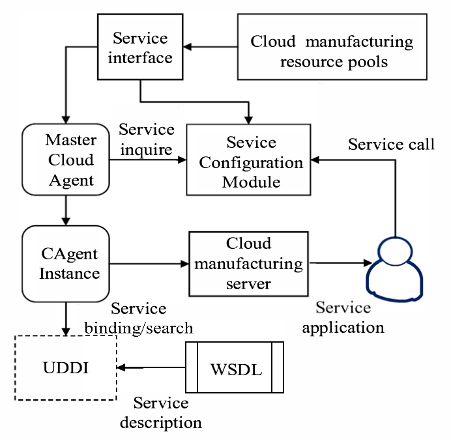 Service
interface
Cloud manufacturing
resource pools
Master
Cloud
Agent
Service
inquire
Sevice
Configuration
Module
Service call
CAgent
Instance
Cloud
manufacturing
server
Service
application
Service
binding/search
UDDI
WSDL
Service
description